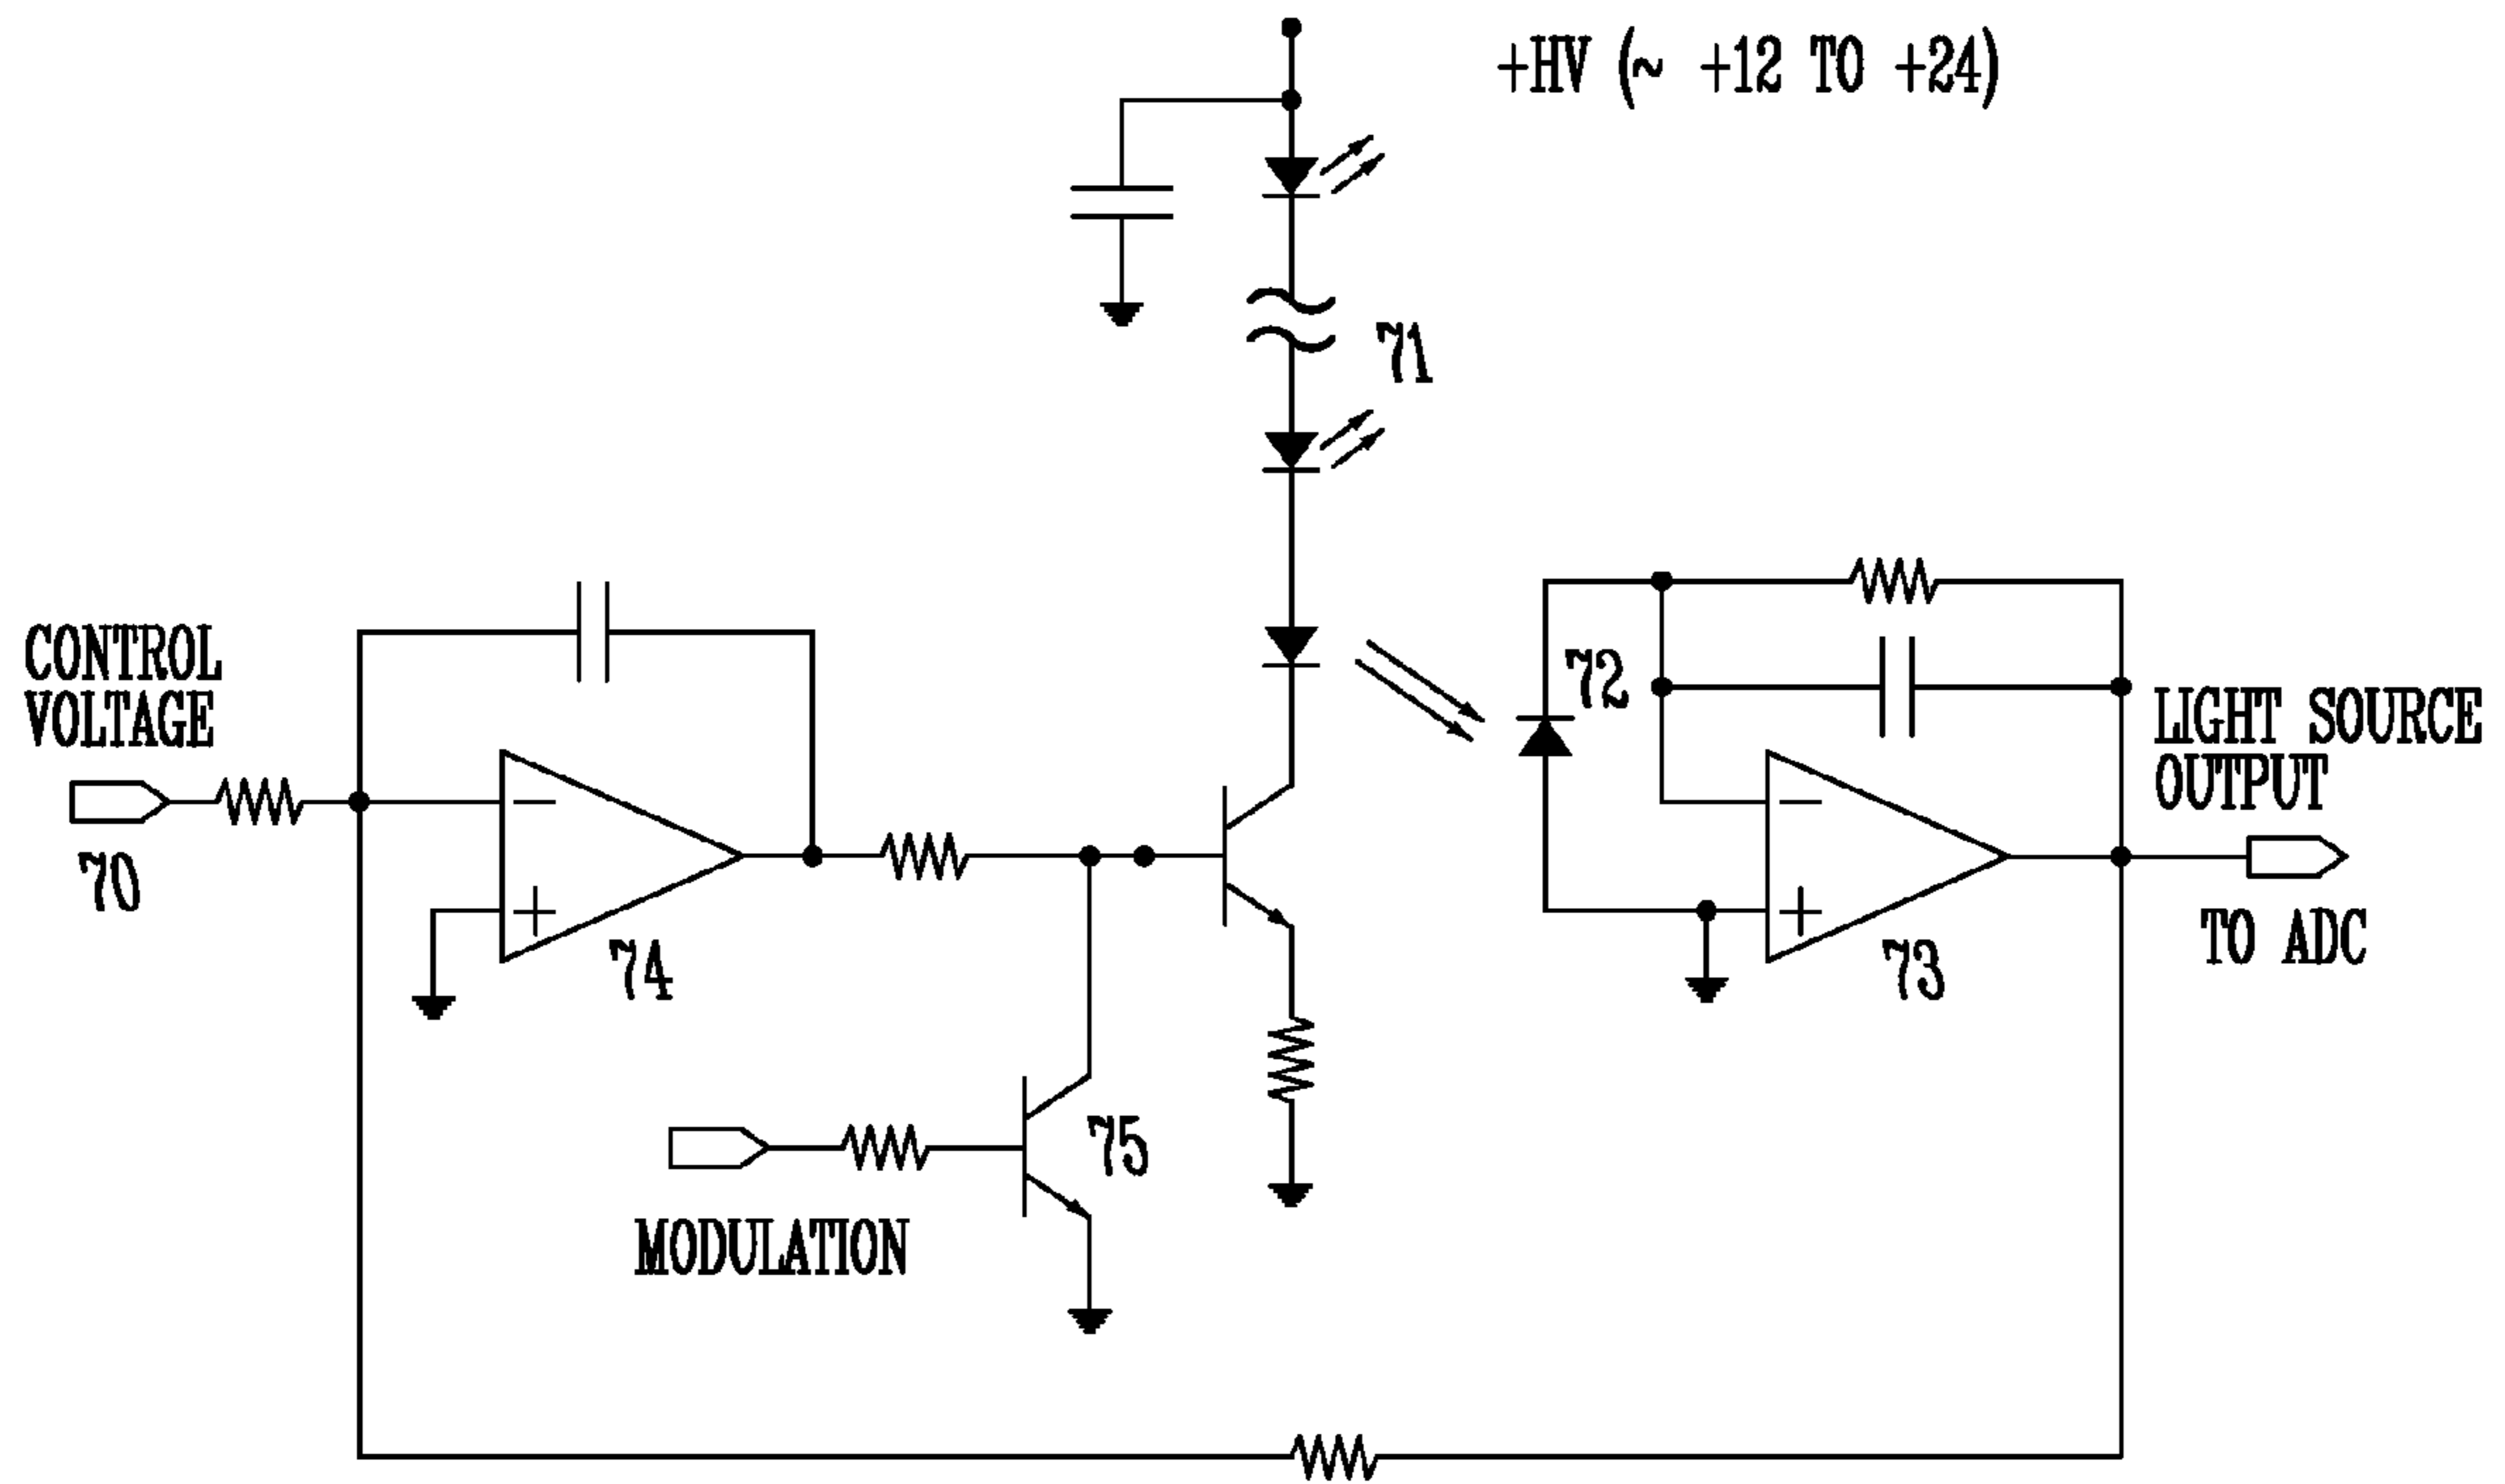 +HV (~ +12 TO +24)
71
CONTROL
VOLTAGE
70
72
LIGHT SOURCE
OUTPUT
TO ADC
74
73
75
MODULATION